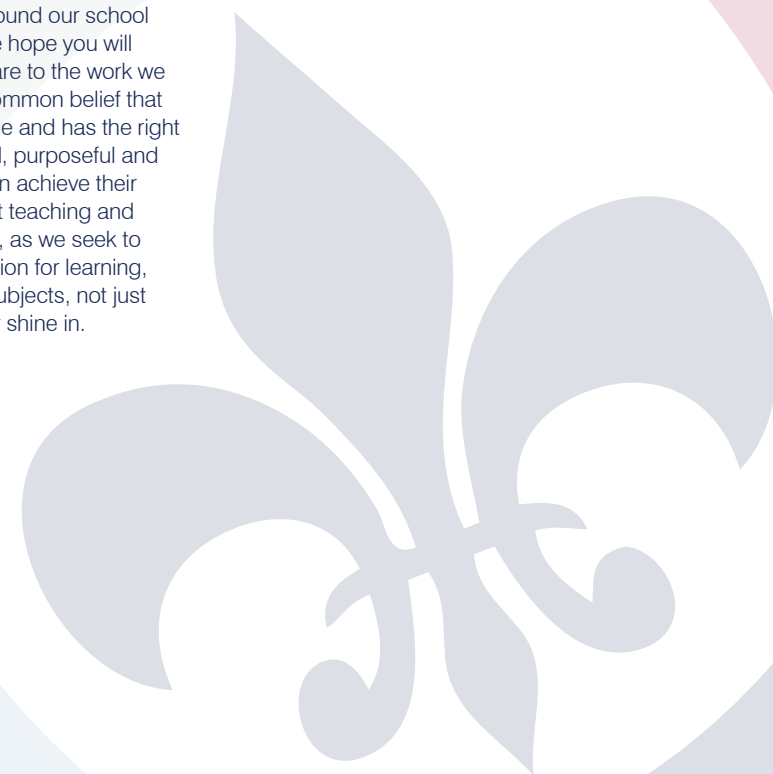 ound our school
hope you will
are to the work we
ommon belief that
e and has the right
, purposeful and
n achieve their
t teaching and
, as we seek to
ion for learning,
ubjects, not just
shine in.